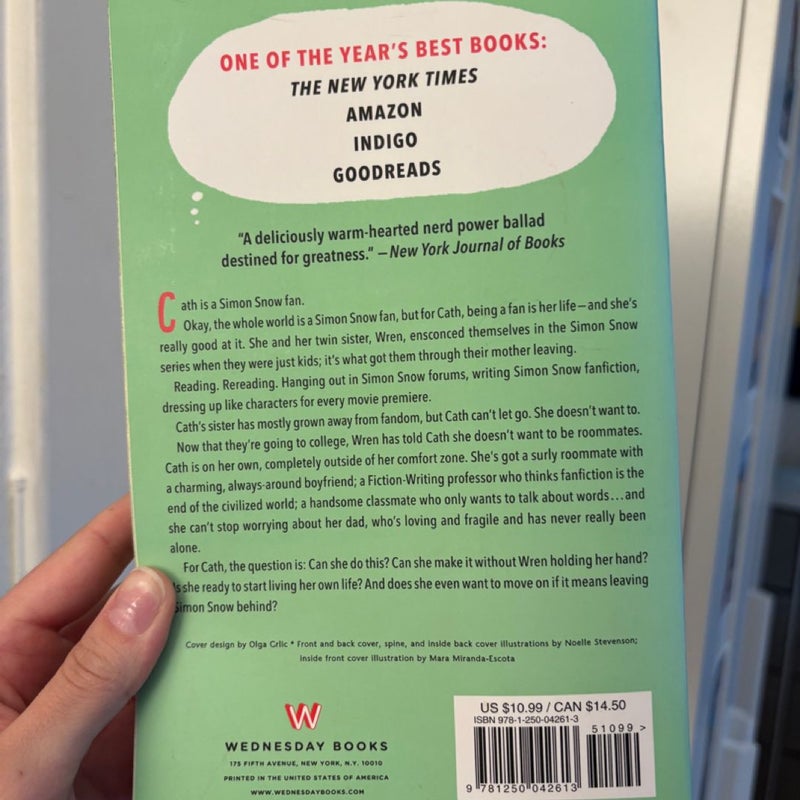 ONE OF THE YEAR'S BEST BOOKS:
THE NEW YORK TIMES
AMAZON
INDIGO
GOODREADS
“A deliciously warm-hearted nerd power ballad
destined for greatness.” —New York Journal of Books
Cath is a Simon Snow fan.
Okay, the whole world is a Simon Snow fan, but for Cath, being a fan is her life—and she's
really good at it. She and her twin sister, Wren, ensconced themselves in the Simon Snow
series when they were just kids; it's what got them through their mother leaving.
Reading. Rereading. Hanging out in Simon Snow forums, writing Simon Snow fanfiction,
dressing up like characters for every movie premiere.
Cath's sister has mostly grown away from fandom, but Cath can't let go. She doesn't want to.
Now that they're going to college, Wren has told Cath she doesn't want to be roommates.
Cath is on her own, completely outside of her comfort zone. She's got a surly roommate with
a charming, always-around boyfriend; a Fiction-Writing professor who thinks fanfiction is the
end of the civilized world; a handsome classmate who only wants to talk about words...and
she can't stop worrying about her dad, who's loving and fragile and has never really been
alone.
For Cath, the question is: Can she do this? Can she make it without Wren holding her hand?
Is she ready to start living her own life? And does she even want to move on if it means leaving
Simon Snow behind?
Cover design by Olga Grlic * Front and back cover, spine, and inside back cover illustrations by Noelle Stevenson;
inside front cover illustration by Mara Miranda-Escota
W
WEDNESDAY BOOKS
175 FIFTH AVENUE, NEW YORK, N.Y. 10010
PRINTED IN THE UNITED STATES OF AMERICA
WWW.WEDNESDAYBOOKS.COM
US $10.99 / CAN $14.50
ISBN 978-1-250-04261-3
51099 >
9 781250 042613